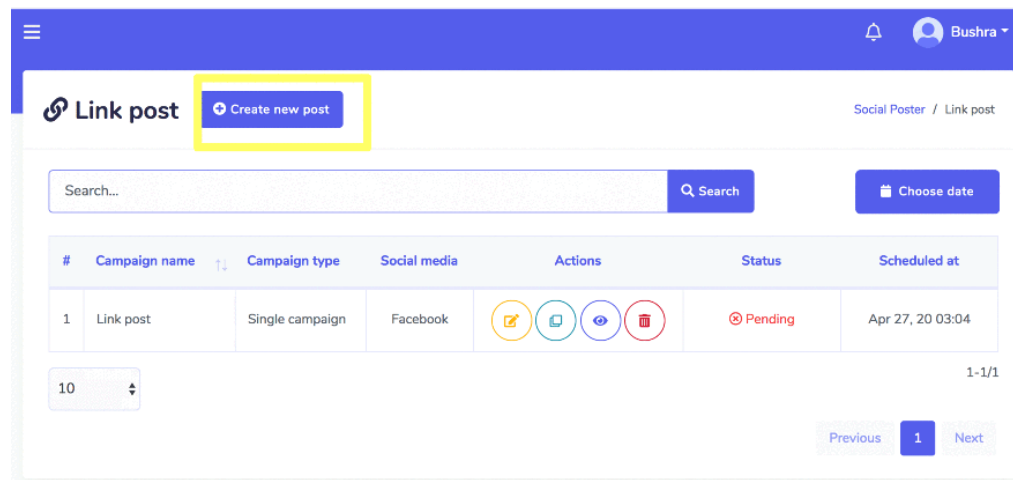 Bushra
Link post
Create new post
Social Poster / Link post
Search...
Search
Choose date
# Campaign name Campaign type Social media Actions Status Scheduled at
1 Link post Single campaign Facebook Pending Apr 27, 20 03:04
10
1-1/1
Previous 1 Next